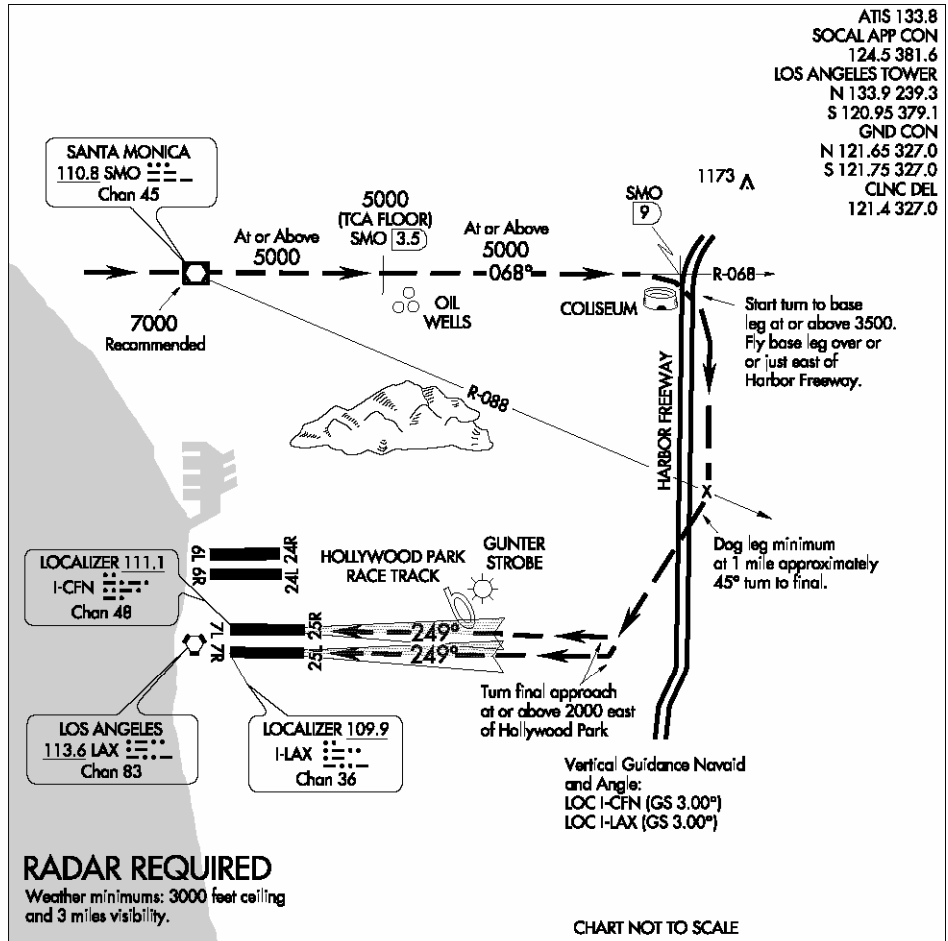 ATIS 133.8
SOCAL APP CON
124.5 381.6
LOS ANGELES TOWER
N 133.9 239.3
S 120.95 379.1
GND CON
N 121.65 327.0
S 121.75 327.0
CLNC DEL
121.4 327.0
SANTA MONICA
110.8 SMO
Chan 45
5000
(TCA FLOOR)
SMO 3.5
SMO
9
1173
At or Above
5000
At or Above
5000
068°
R-068
7000
Recommended
OIL
WELLS
COLISEUM
Start turn to base
leg at or above 3500.
Fly base leg over or
or just east of
Harbor Freeway.
R-088
HARBOR FREEWAY
X
Dog leg minimum
at 1 mile approximately
45° turn to final.
LOCALIZER 111.1
I-CFN
Chan 48
6L
24R
6R
24L
HOLLYWOOD PARK
RACE TRACK
GUNTER
STROBE
7L
25R
249°
7R
25L
249°
Turn final approach
at or above 2000 east
of Hollywood Park
LOS ANGELES
113.6 LAX
Chan 83
LOCALIZER 109.9
I-LAX
Chan 36
Vertical Guidance Navaid
and Angle:
LOC I-CFN (GS 3.00°)
LOC I-LAX (GS 3.00°)
RADAR REQUIRED
Weather minimums: 3000 feet ceiling
and 3 miles visibility.
CHART NOT TO SCALE